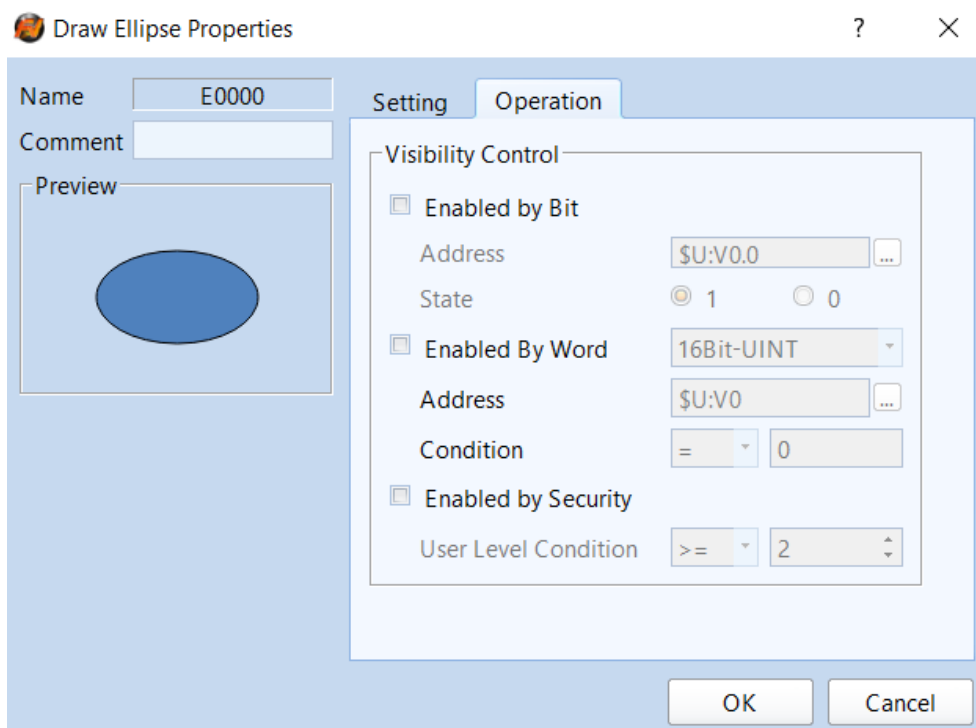 Draw Ellipse Properties ? ×
Name E0000
Comment
Preview
Setting Operation
Visibility Control
Enabled by Bit
Address $U:V0.0 ...
State 1 0
Enabled By Word 16Bit-UINT
Address $U:V0 ...
Condition = 0
Enabled by Security
User Level Condition >= 2
OK Cancel